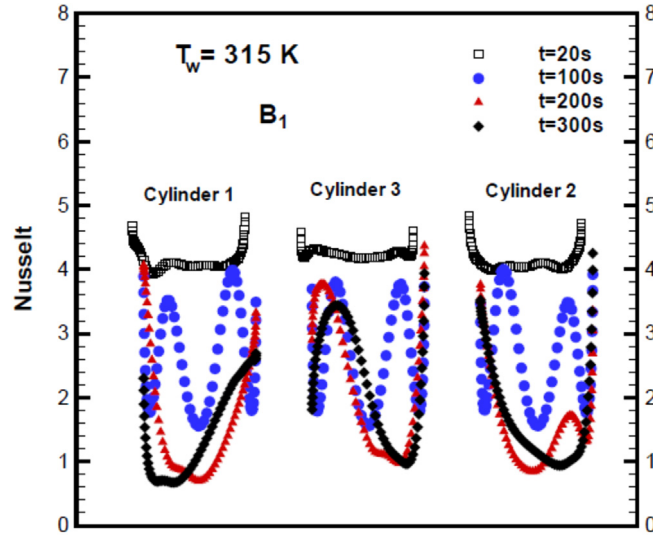 8
7
6
5
4
3
2
1
0
Nusselt
T_w= 315 K
B_1
t=20s
t=100s
t=200s
t=300s
Cylinder 1
Cylinder 3
Cylinder 2
8
7
6
5
4
3
2
1
0